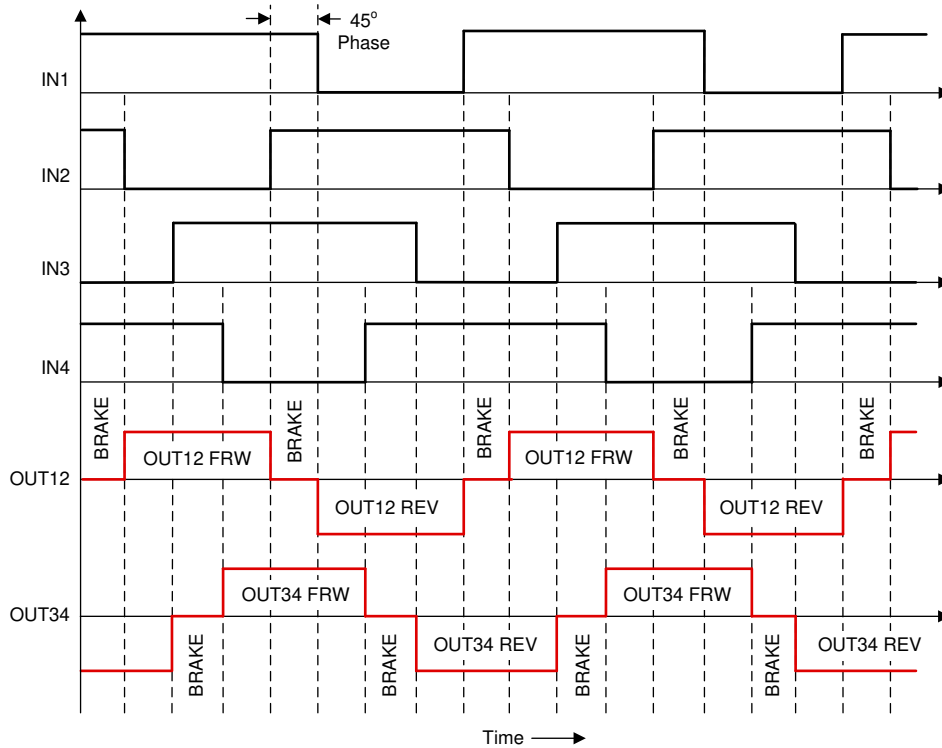 45°
Phase
IN1
IN2
IN3
IN4
BRAKE
BRAKE
BRAKE
BRAKE
BRAKE
OUT12 FRW
OUT12 FRW
OUT12
OUT12 REV
OUT12 REV
OUT34 FRW
OUT34 FRW
OUT34
OUT34 REV
OUT34 REV
BRAKE
BRAKE
BRAKE
BRAKE
Time